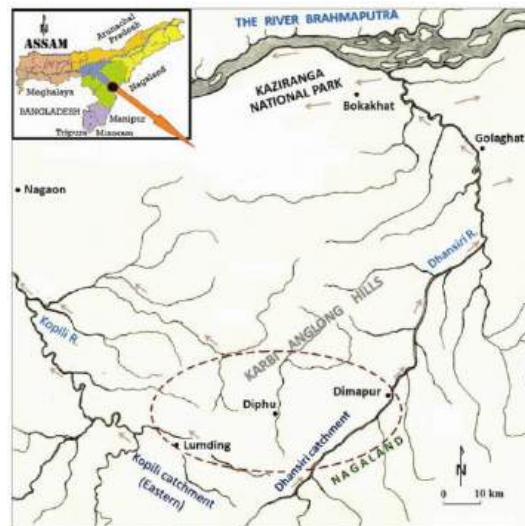 THE RIVER BRAHMAPUTRA
ASSAM
Arunachal
Pradesh
Meghalaya
Nagaland
BANGLADESH
Manipur
Tripura
Mizoram
KAZIRANGA
NATIONAL PARK
Bokakhat
Golaghat
Nagaon
Dhansiri R.
Kopili R.
KARBI ANGLONG HILLS
Diphu
Dimapur
Lumding
Dhansiri catchment
NAGALAND
Kopili catchment
(Eastern)
N
0 10 km